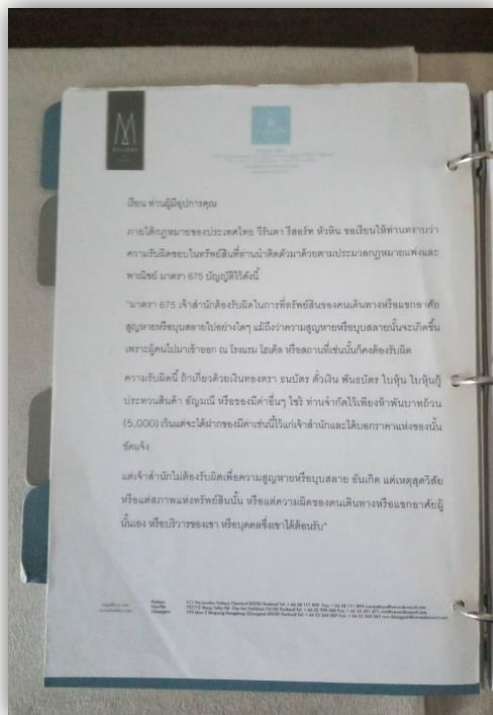 เรียน ท่านผู้มีอุปการคุณ
ภายใต้กฎหมายของประเทศไทย วีรันดา รีสอร์ท หัวหิน ขอเรียนให้ท่านทราบว่า
ความรับผิดชอบในทรัพย์สินที่ท่านนำติดตัวมาด้วยตามประมวลกฎหมายแพ่งและ
พาณิชย์ มาตรา 675 บัญญัติไว้ดังนี้
"มาตรา 675 เจ้าสำนักต้องรับผิดในการที่ทรัพย์สินของคนเดินทางหรือแขกอาศัย
สูญหายหรือบุบสลายไปอย่างใดๆ แม้ถึงว่าความสูญหายหรือบุบสลายนั้นจะเกิดขึ้น
เพราะผู้คนไปมาเข้าออก ณ โรงแรม โฮเต็ล หรือสถานที่เช่นนั้นก็คงต้องรับผิด
ความรับผิดนี้ ถ้าเกี่ยวด้วยเงินทองตรา ธนบัตร ตั๋วเงิน พันธบัตร ใบหุ้น ใบหุ้นกู้
ประทวนสินค้า อัญมณี หรือของมีค่าอื่นๆ ไซร้ ท่านจำกัดไว้เพียงห้าพันบาทถ้วน
(5,000) เว้นแต่จะได้ฝากของมีค่าเช่นนี้ไว้แก่เจ้าสำนักและได้บอกราคาแห่งของนั้น
ชัดแจ้ง
แต่เจ้าสำนักไม่ต้องรับผิดเพื่อความสูญหายหรือบุบสลาย อันเกิด แต่เหตุสุดวิสัย
หรือแต่สภาพแห่งทรัพย์สินนั้น หรือแต่ความผิดของคนเดินทางหรือแขกอาศัยผู้
นั้นเอง หรือบริวารของเขา หรือบุคคลซึ่งเขาได้ต้อนรับ"